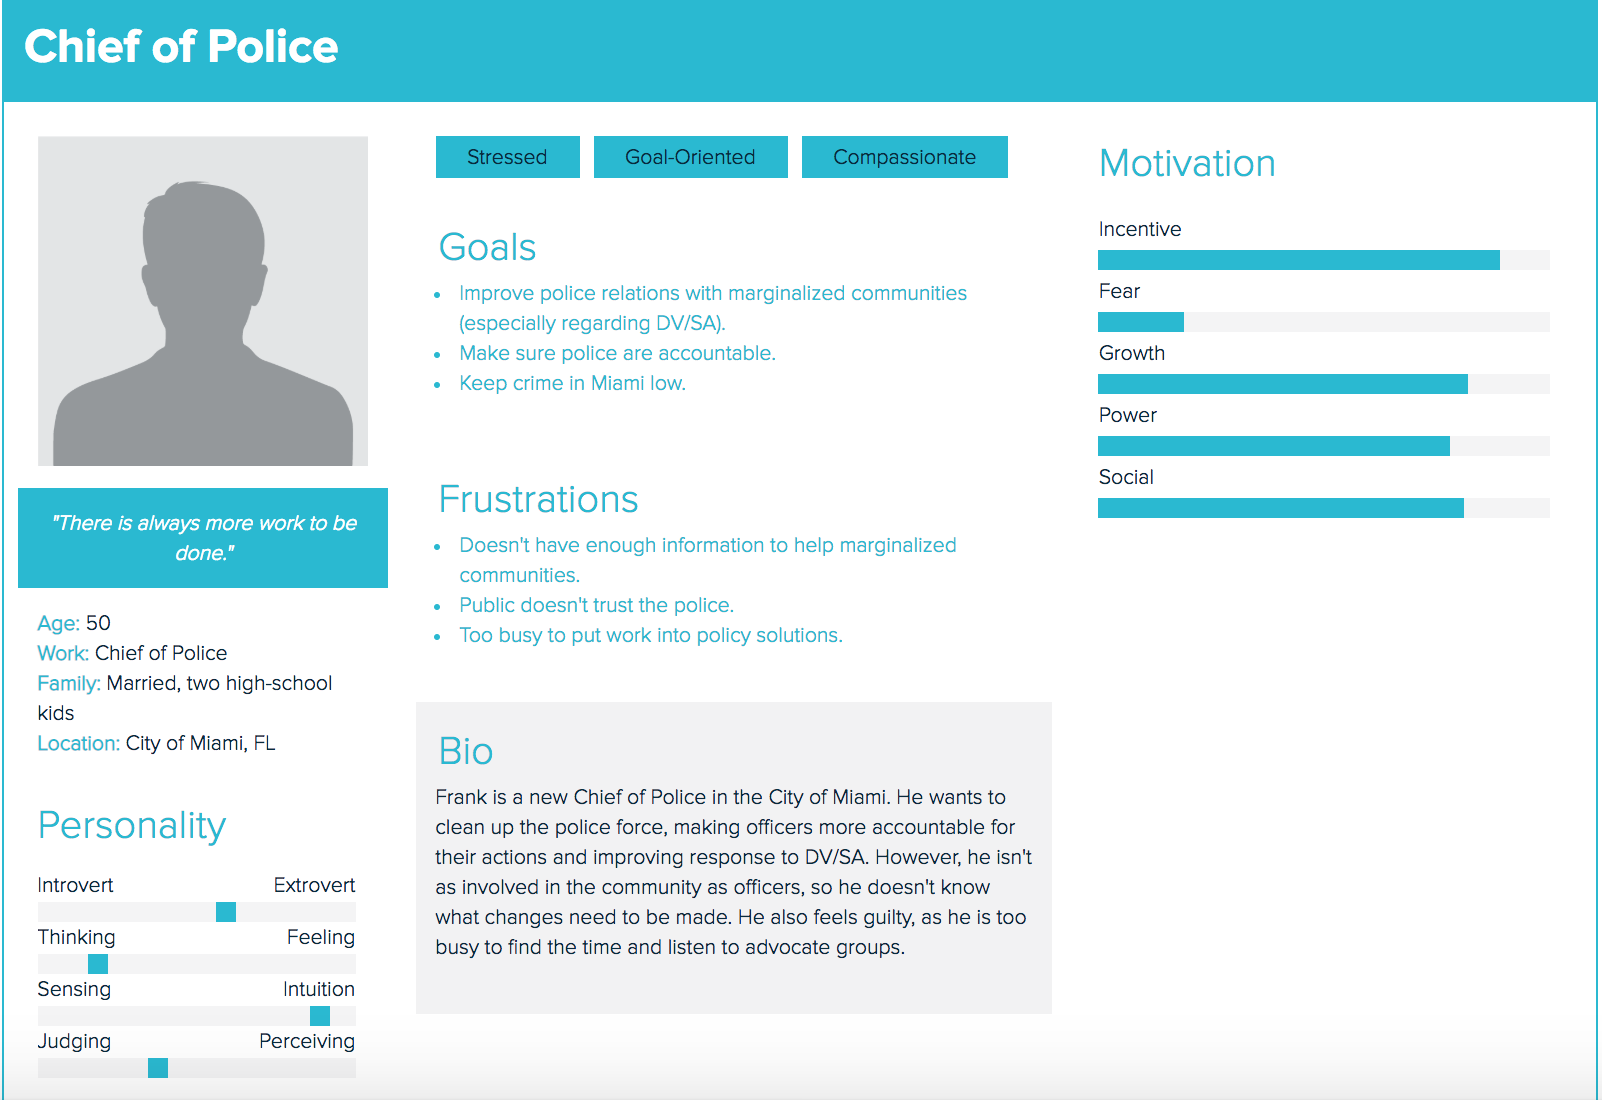 Chief of Police
"There is always more work to be
done."
Age: 50
Work: Chief of Police
Family: Married, two high-school
kids
Location: City of Miami, FL
Personality
Introvert Extrovert
Thinking Feeling
Sensing Intuition
Judging Perceiving
Stressed Goal-Oriented Compassionate
Goals
• Improve police relations with marginalized communities
(especially regarding DV/SA).
• Make sure police are accountable.
• Keep crime in Miami low.
Frustrations
• Doesn't have enough information to help marginalized
communities.
• Public doesn't trust the police.
• Too busy to put work into policy solutions.
Bio
Frank is a new Chief of Police in the City of Miami. He wants to
clean up the police force, making officers more accountable for
their actions and improving response to DV/SA. However, he isn't
as involved in the community as officers, so he doesn't know
what changes need to be made. He also feels guilty, as he is too
busy to find the time and listen to advocate groups.
Motivation
Incentive
Fear
Growth
Power
Social